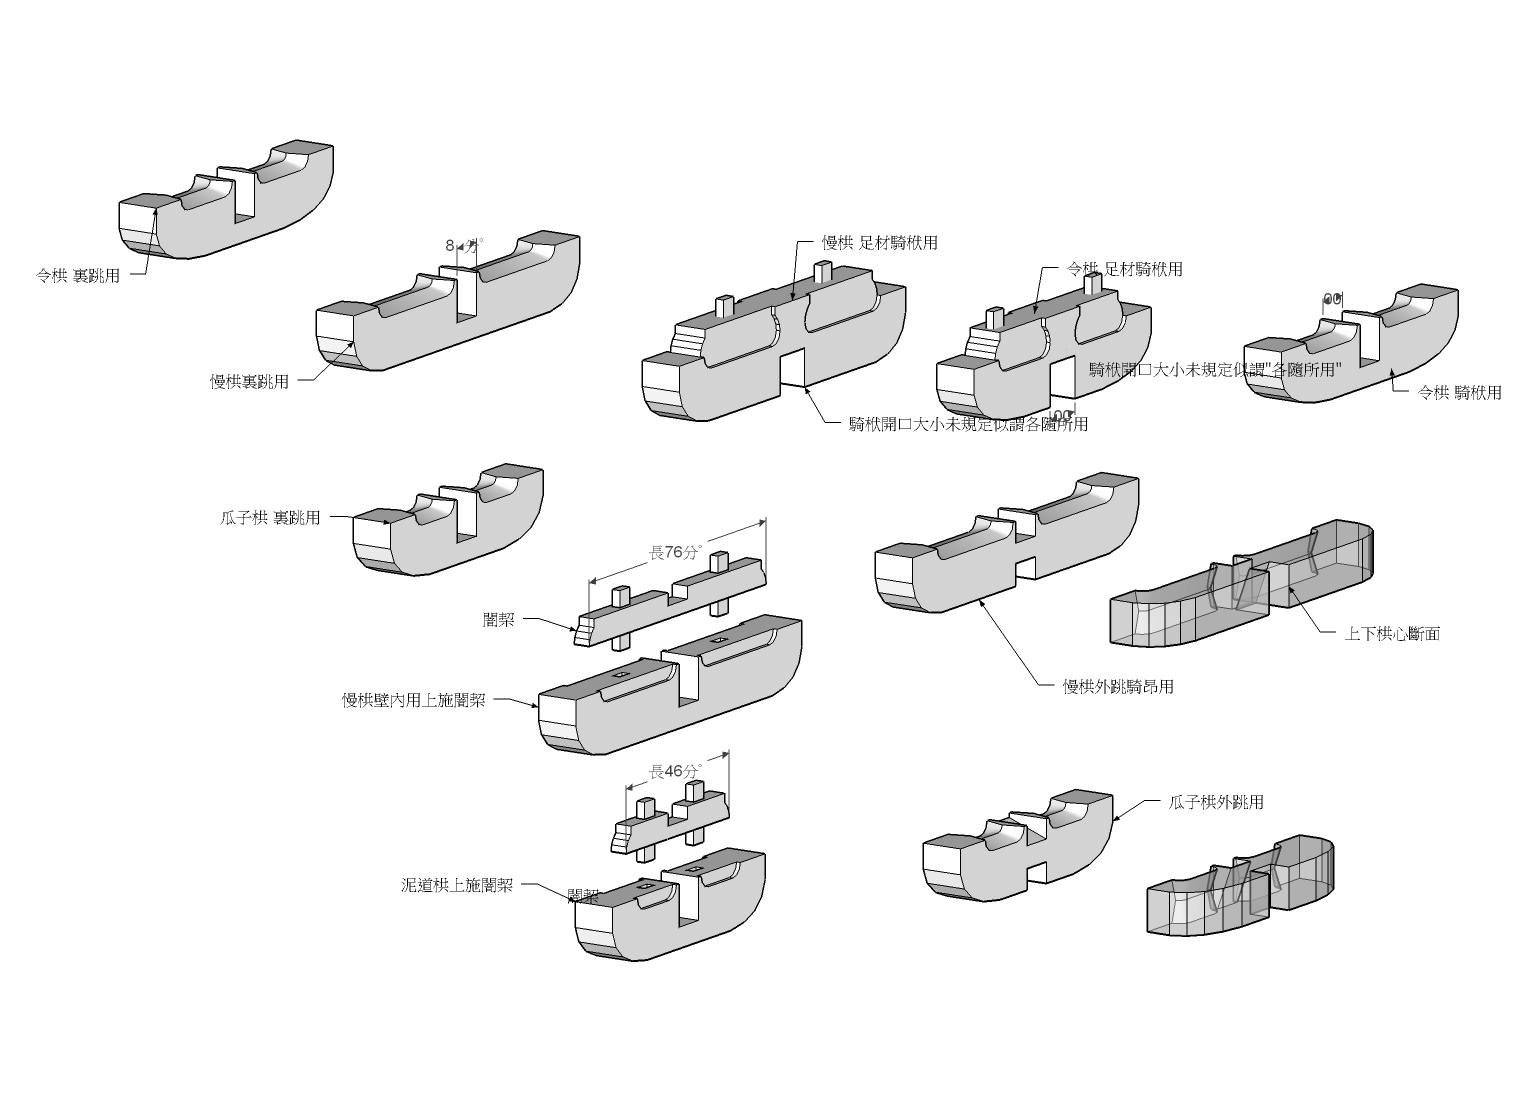 8 分°
慢栱 足材騎栿用
令栱 足材騎栿用
令栱 裏跳用
慢栱裏跳用
騎栿開口大小未規定似謂"各隨所用"
令栱 騎栿用
騎栿開口大小未規定似謂各隨所用
瓜子栱 裏跳用
長76分°
闇栔
上下栱心斷面
慢栱外跳騎昂用
慢栱壁內用上施闇栔
長46分°
瓜子栱外跳用
泥道栱上施闇栔
闇栔